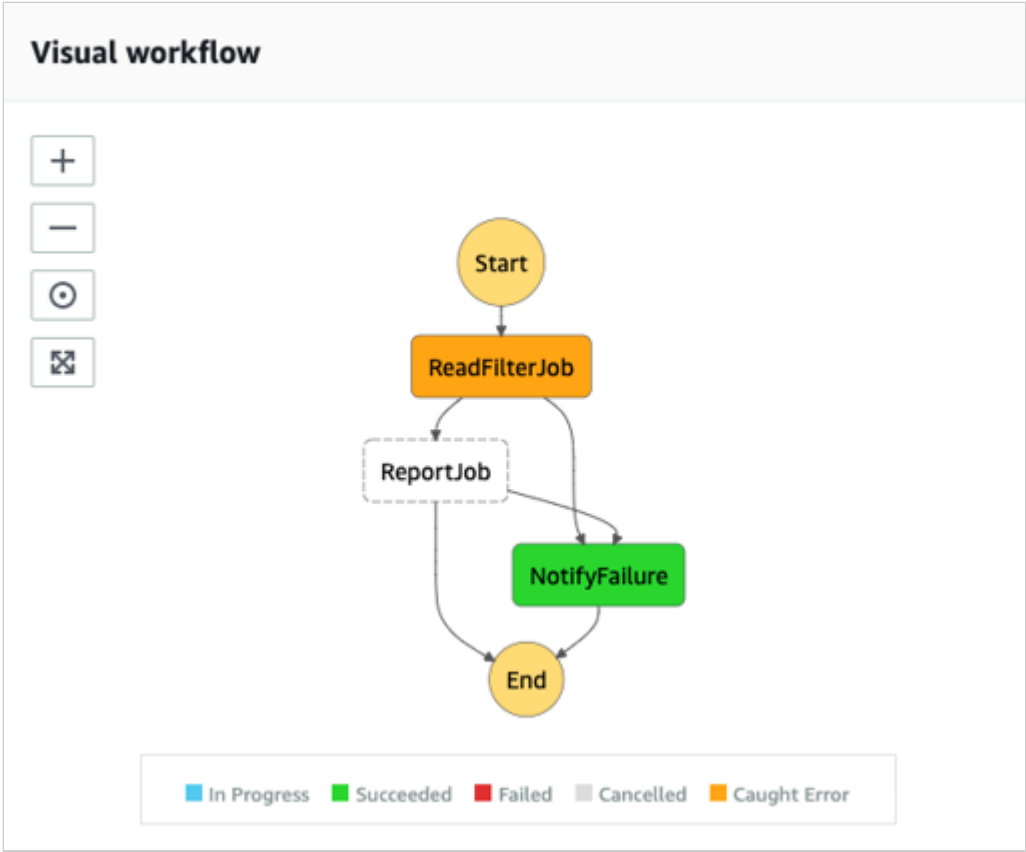 Visual workflow
Start
ReadFilterJob
ReportJob
NotifyFailure
End
In Progress Succeeded Failed Cancelled Caught Error